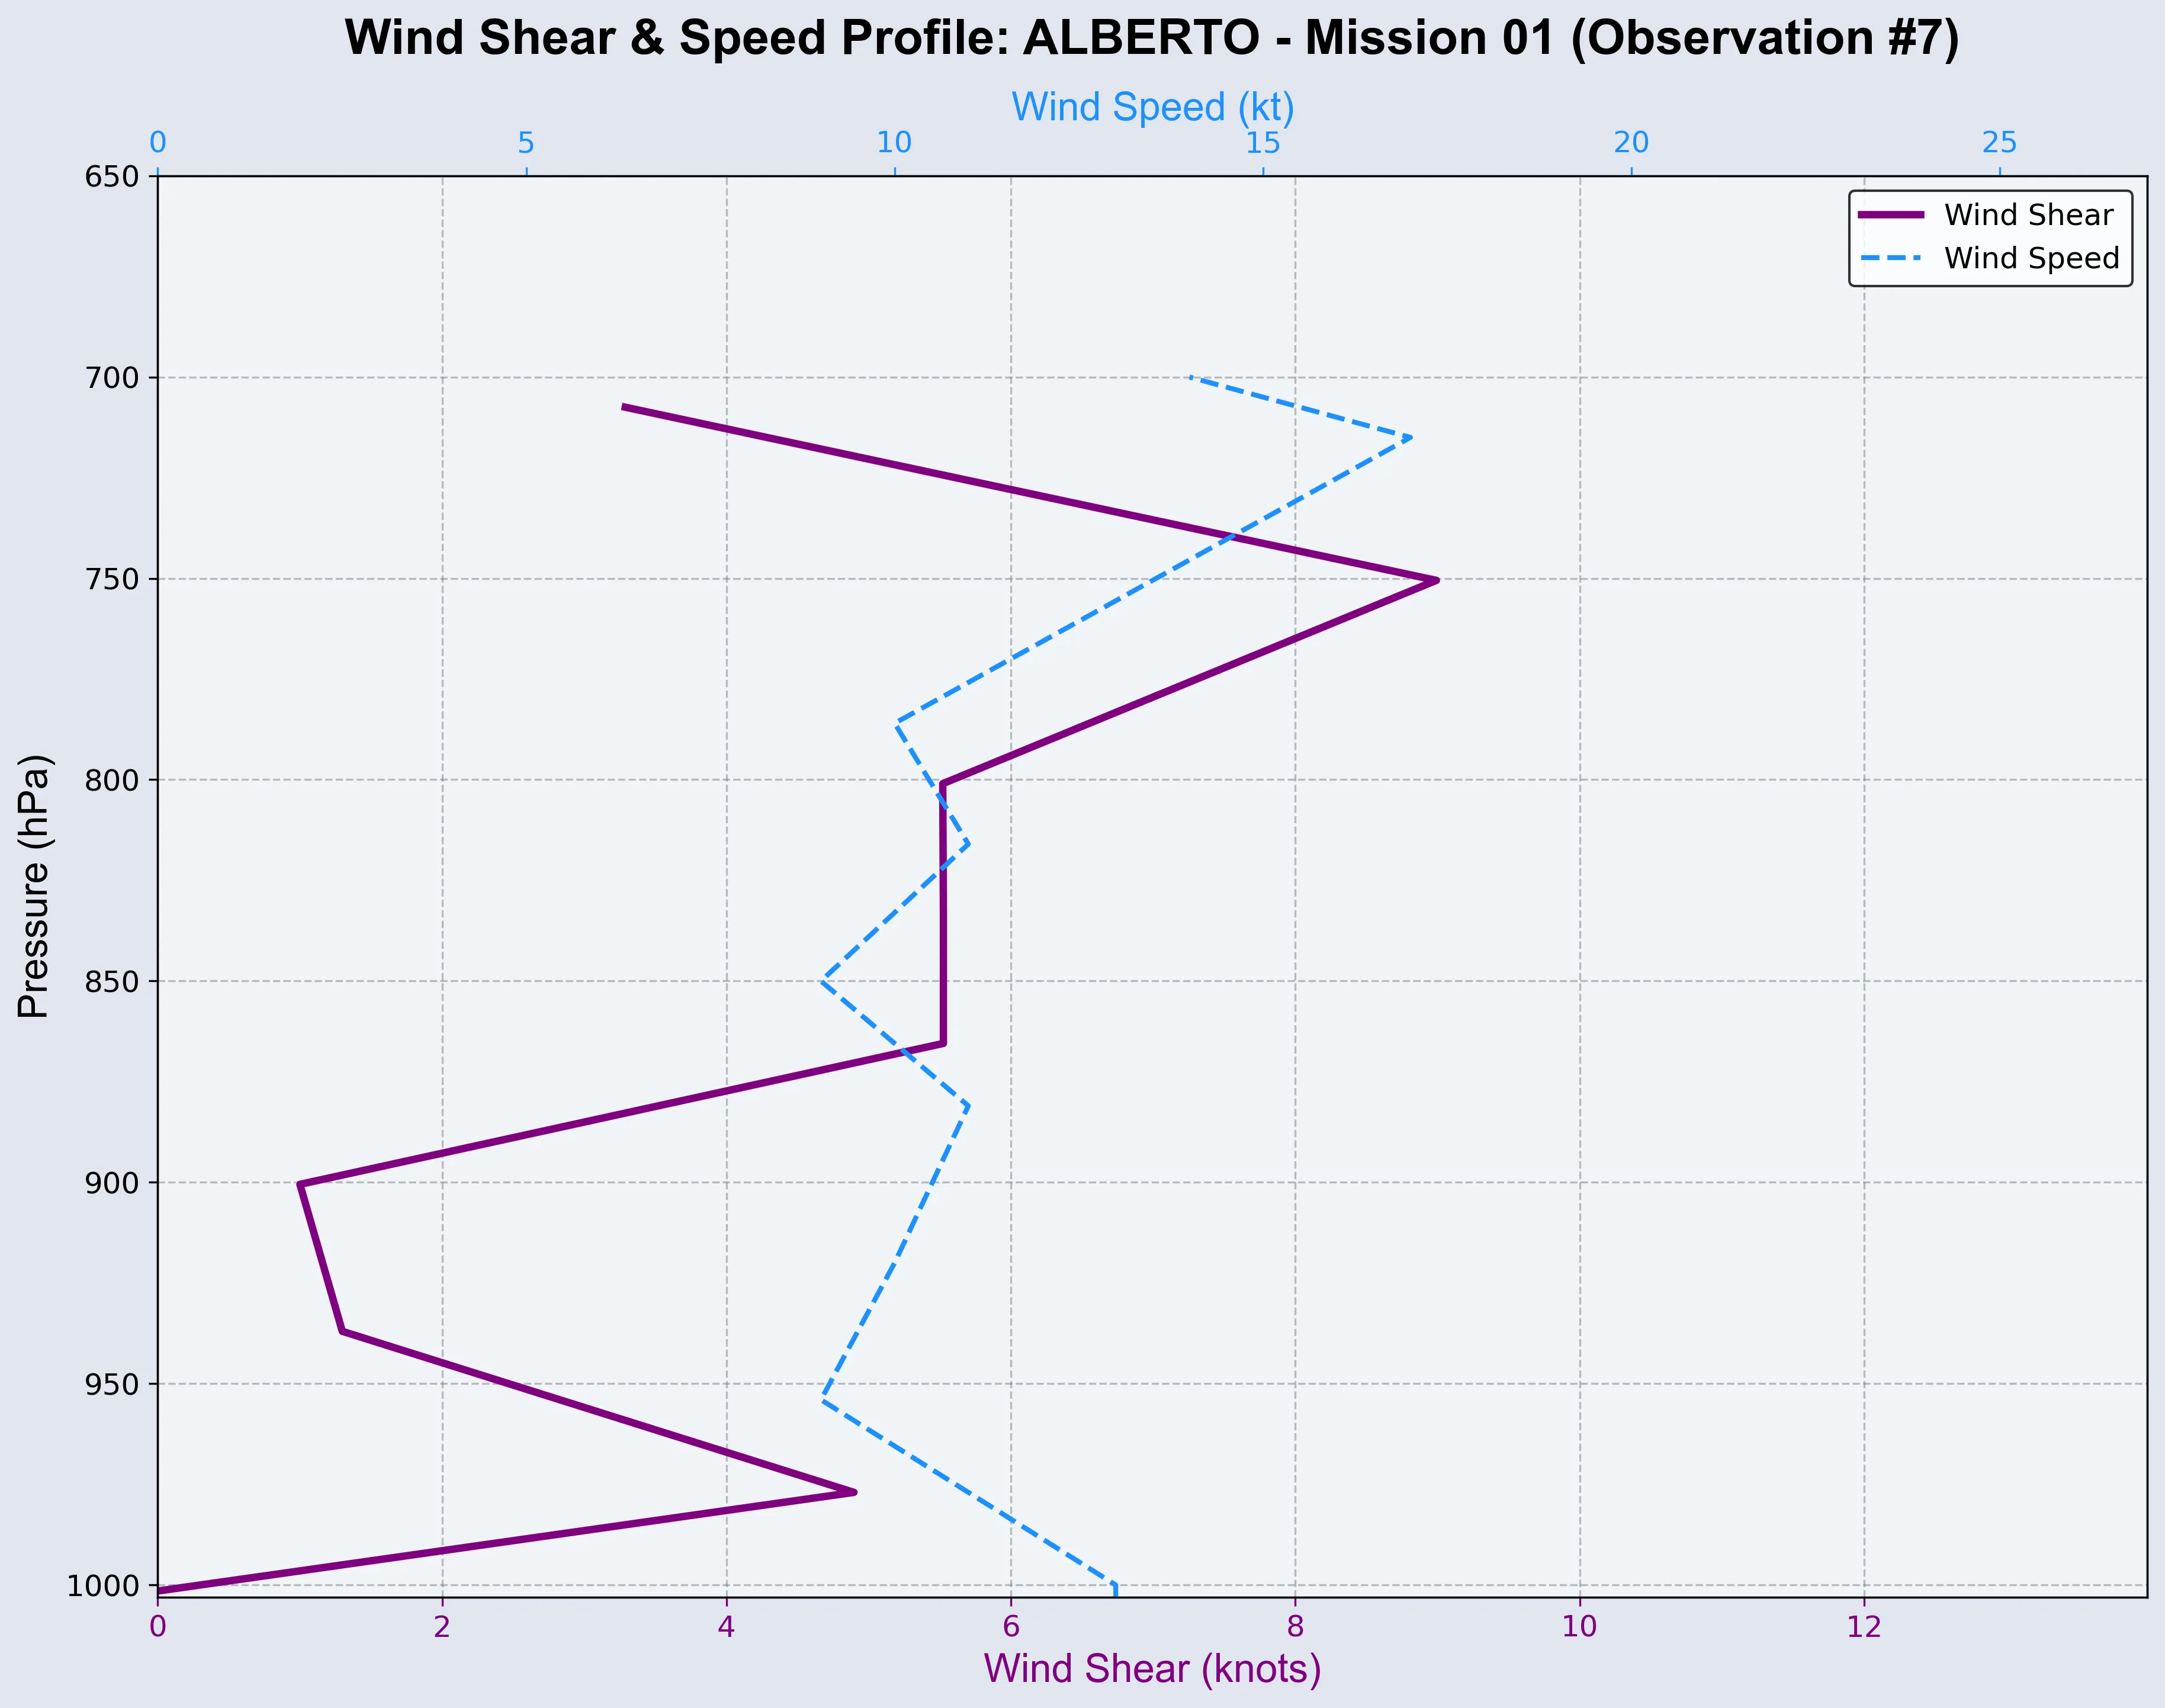 Wind Shear & Speed Profile: ALBERTO - Mission 01 (Observation #7)
Wind Speed (kt)
0 5 10 15 20 25
Wind Shear
Wind Speed
650
700
750
800
850
900
950
1000
Pressure (hPa)
0 2 4 6 8 10 12
Wind Shear (knots)